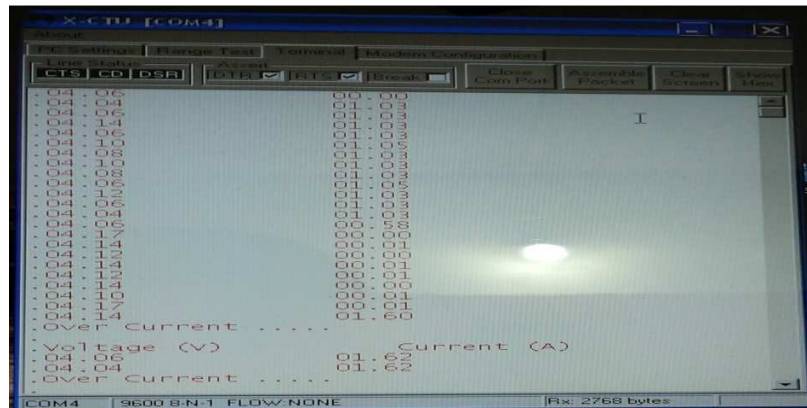 X-CTU [COM4]
About
PC Settings Range Test Terminal Modem Configuration
Line Status Assert
CTS CD DSR DTR RTS Break Close Com Port Assemble Packet Clear Screen Show Hex
.04.06 00.00
.04.04 01.03
.04.06 01.03
.04.14 01.03
.04.06 01.03
.04.10 01.05
.04.08 01.03
.04.10 01.03
.04.08 01.03
.04.06 01.05
.04.12 01.03
.04.06 01.03
.04.04 01.03
.04.06 00.58
.04.17 00.00
.04.14 00.01
.04.12 00.00
.04.14 00.01
.04.12 00.01
.04.14 00.00
.04.10 00.01
.04.17 00.01
.04.14 01.60
.Over Current .....
.Voltage (V) Current (A)
.04.06 01.62
.04.04 01.62
.Over Current .....
COM4 9600 8-N-1 FLOW:NONE Rx: 2768 bytes